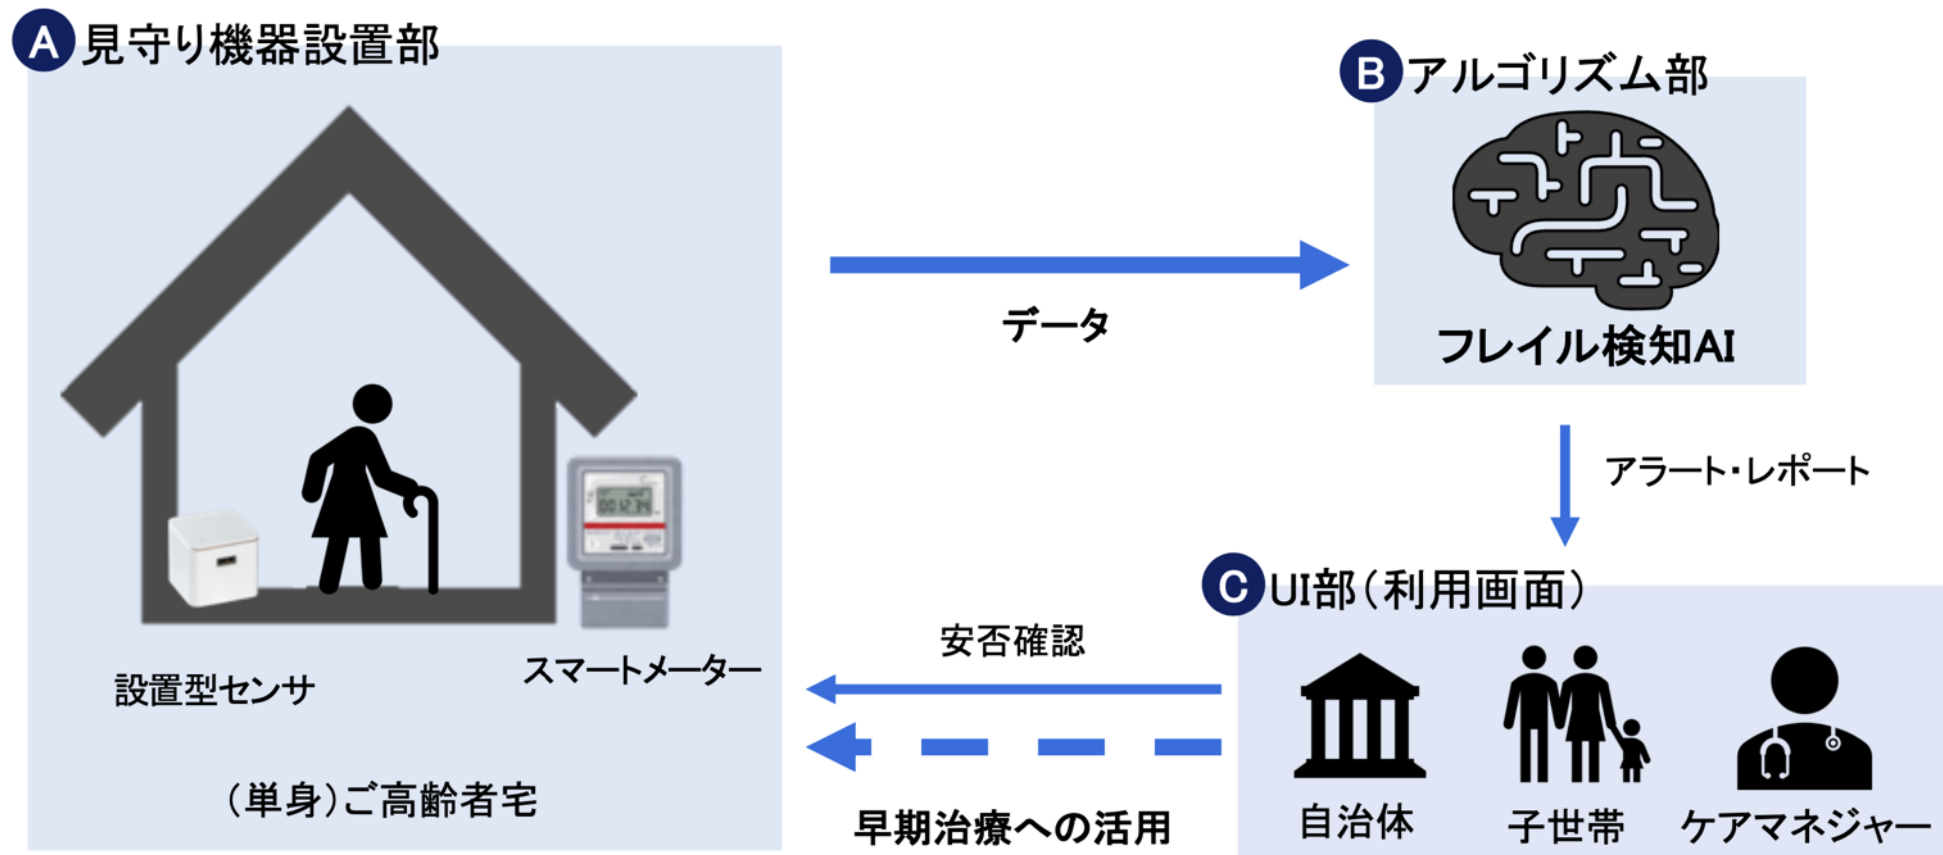 A 見守り機器設置部
B アルゴリズム部
フレイル検知AI
データ
アラート・レポート
C UI部（利用画面）
安否確認
早期治療への活用
自治体
子世帯
ケアマネジャー
設置型センサ
スマートメーター
（単身）ご高齢者宅